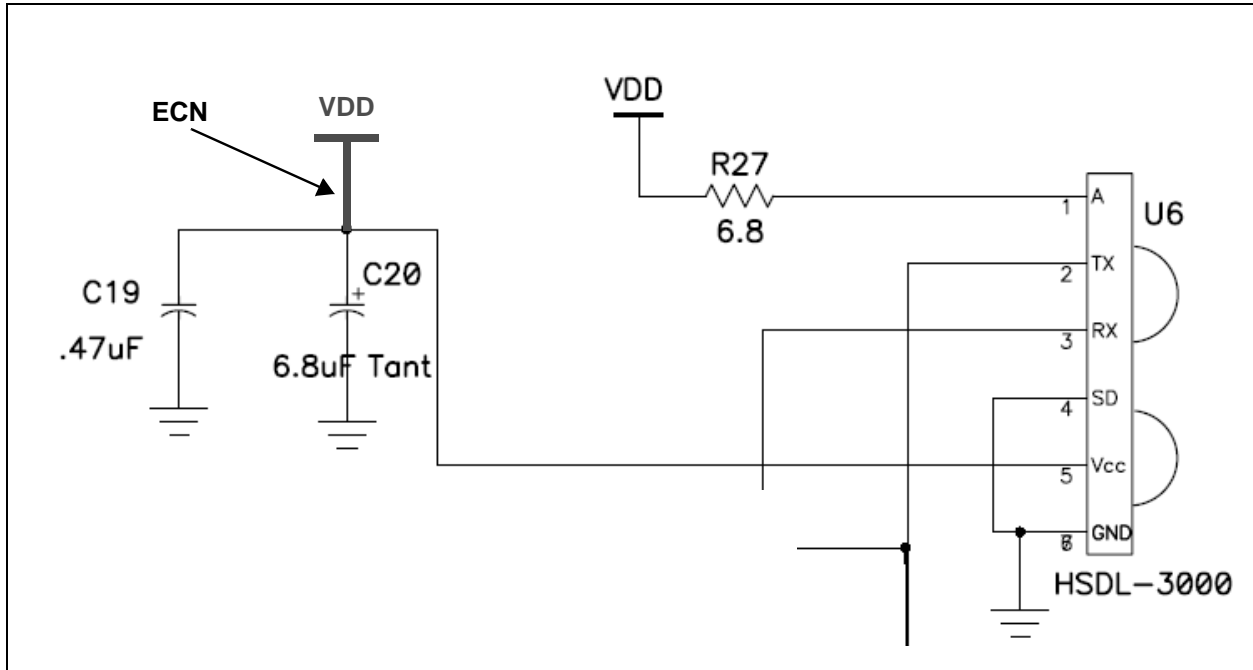 ECN
VDD
VDD
R27
6.8
1
A
U6
2
TX
C20
+
C19
.47uF
6.8uF Tant
3
RX
4
SD
5
Vcc
GND
HSDL-3000